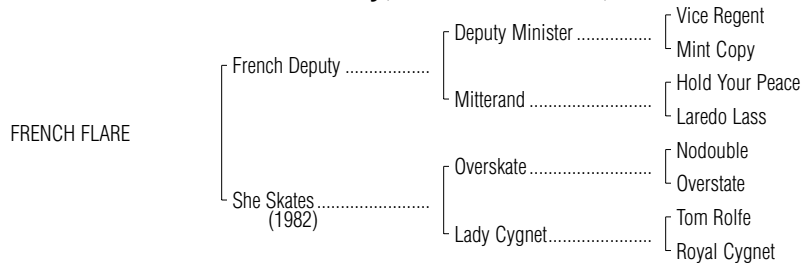 Vice Regent
Deputy Minister ................
Mint Copy
French Deputy ..................
Hold Your Peace
Mitterand ..........................
Laredo Lass
FRENCH FLARE
Nodouble
Overskate ..........................
Overstate
She Skates ........................
(1982)
Tom Rolfe
Lady Cygnet ......................
Royal Cygnet